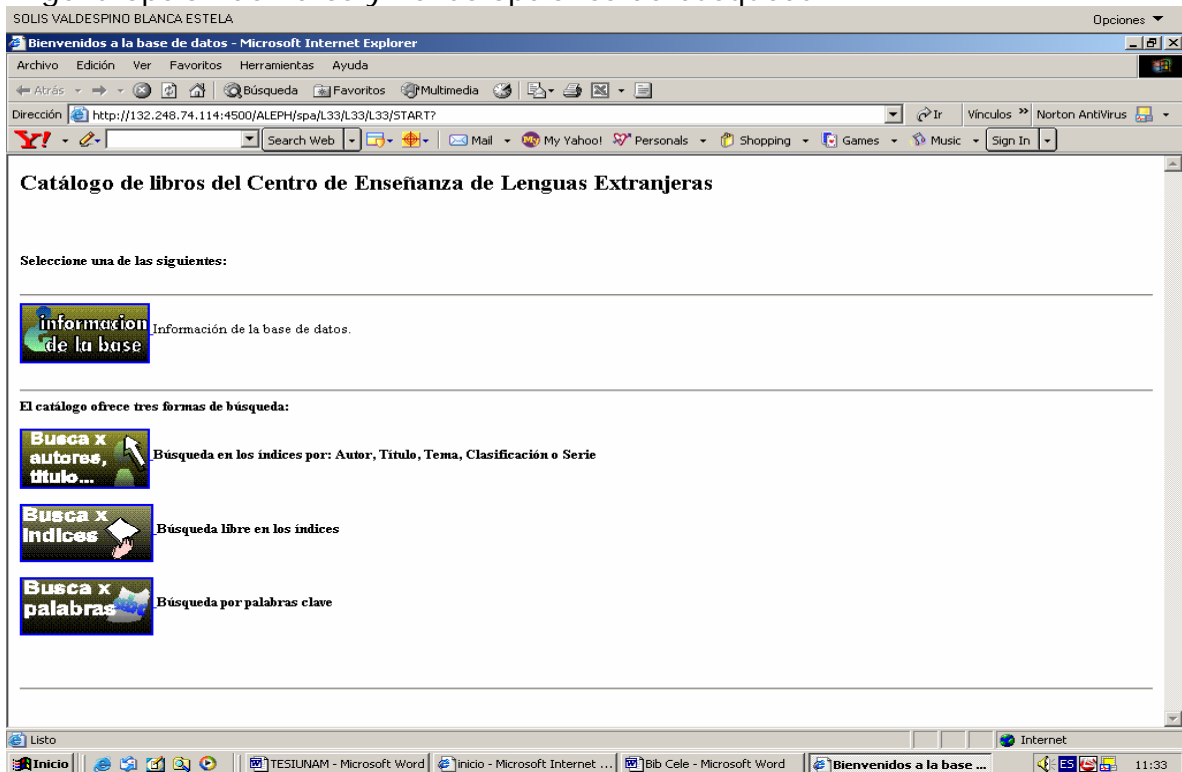 SOLIS VALDESPINO BLANCA ESTELA Opciones
Bienvenidos a la base de datos - Microsoft Internet Explorer
Archivo Edición Ver Favoritos Herramientas Ayuda
Atrás Búsqueda Favoritos Multimedia
Dirección http://132.248.74.114:4500/ALEPH/spa/L33/L33/L33/START? Ir Vínculos » Norton AntiVirus
Y! Search Web Mail My Yahoo! Personals Shopping Games Music Sign In
Catálogo de libros del Centro de Enseñanza de Lenguas Extranjeras
Seleccione una de las siguientes:
informacion
de la base
Información de la base de datos.
El catálogo ofrece tres formas de búsqueda:
Busca x
autores,
título...
Búsqueda en los índices por: Autor, Título, Tema, Clasificación o Serie
Busca x
indices
Búsqueda libre en los índices
Busca x
palabras
abc
Búsqueda por palabras clave
Listo Internet
Inicio TESIUNAM - Microsoft Word inicio - Microsoft Internet ... Bib Cele - Microsoft Word Bienvenidos a la base ... ES 11:33